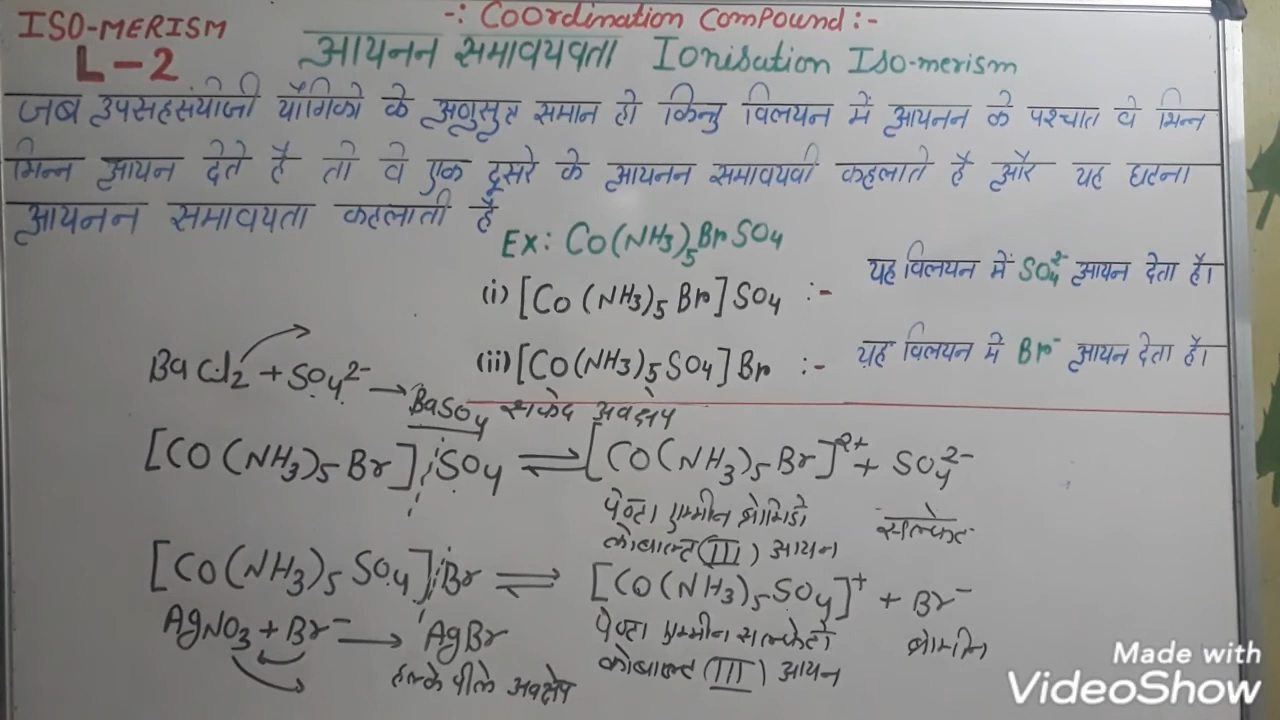 -: Coordination Compound:-
ISO-MERISM
L-2
आयनन समावयवता Ionisation Iso-merism
जब उपसहसंयोजी यौगिको के अणुसुत्र समान हो किन्तु विलयन में आयनन के पश्चात वे भिन्न
भिन्न आयन देते है तो वे एक दूसरे के आयनन समावयवी कहलाते है और यह घटना
आयनन समावयता कहलाती है
Ex: Co(NH3)5BrSO4
(i) [Co(NH3)5Br]SO4 :- यह विलयन में SO4²⁻ आयन देता है।
(ii) [Co(NH3)5SO4]Br :- यह विलयन मे Br⁻ आयन देता है।
BaCl2 + SO4²⁻ → BaSO4 सफेद अवक्षेप
[CO(NH3)5Br]SO4 ⇌ [CO(NH3)5Br]²⁺ + SO4²⁻
पेण्टा एम्मीन ब्रोमिडो सल्फेट
कोबाल्ट (III) आयन
[CO(NH3)5SO4]Br ⇌ [CO(NH3)5SO4]⁺ + Br⁻
पेण्टा एम्मीन सल्फेटो ब्रोमीन
कोबाल्ट (III) आयन
AgNO3 + Br⁻ → AgBr
हल्के पीले अवक्षेप
Made with
VideoShow